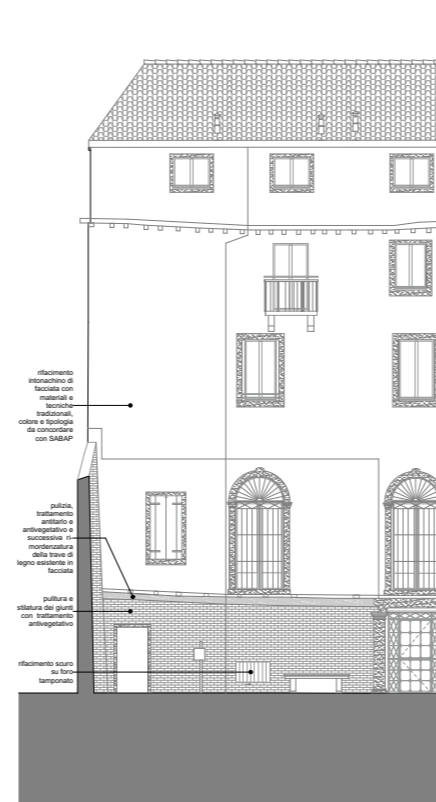 rifacimento
intonachino di
facciata con
materiali e
tecniche
tradizionali,
colore e tipologia
da concordare
con SABAP
pulizia,
trattamento
antitarlo e
antivegetativo e
successiva ri-
mordenzatura
della trave di
legno esistente in
facciata
pulitura e
stilatura dei giunti
con trattamento
antivegetativo
rifacimento scuro
su foro
tamponato